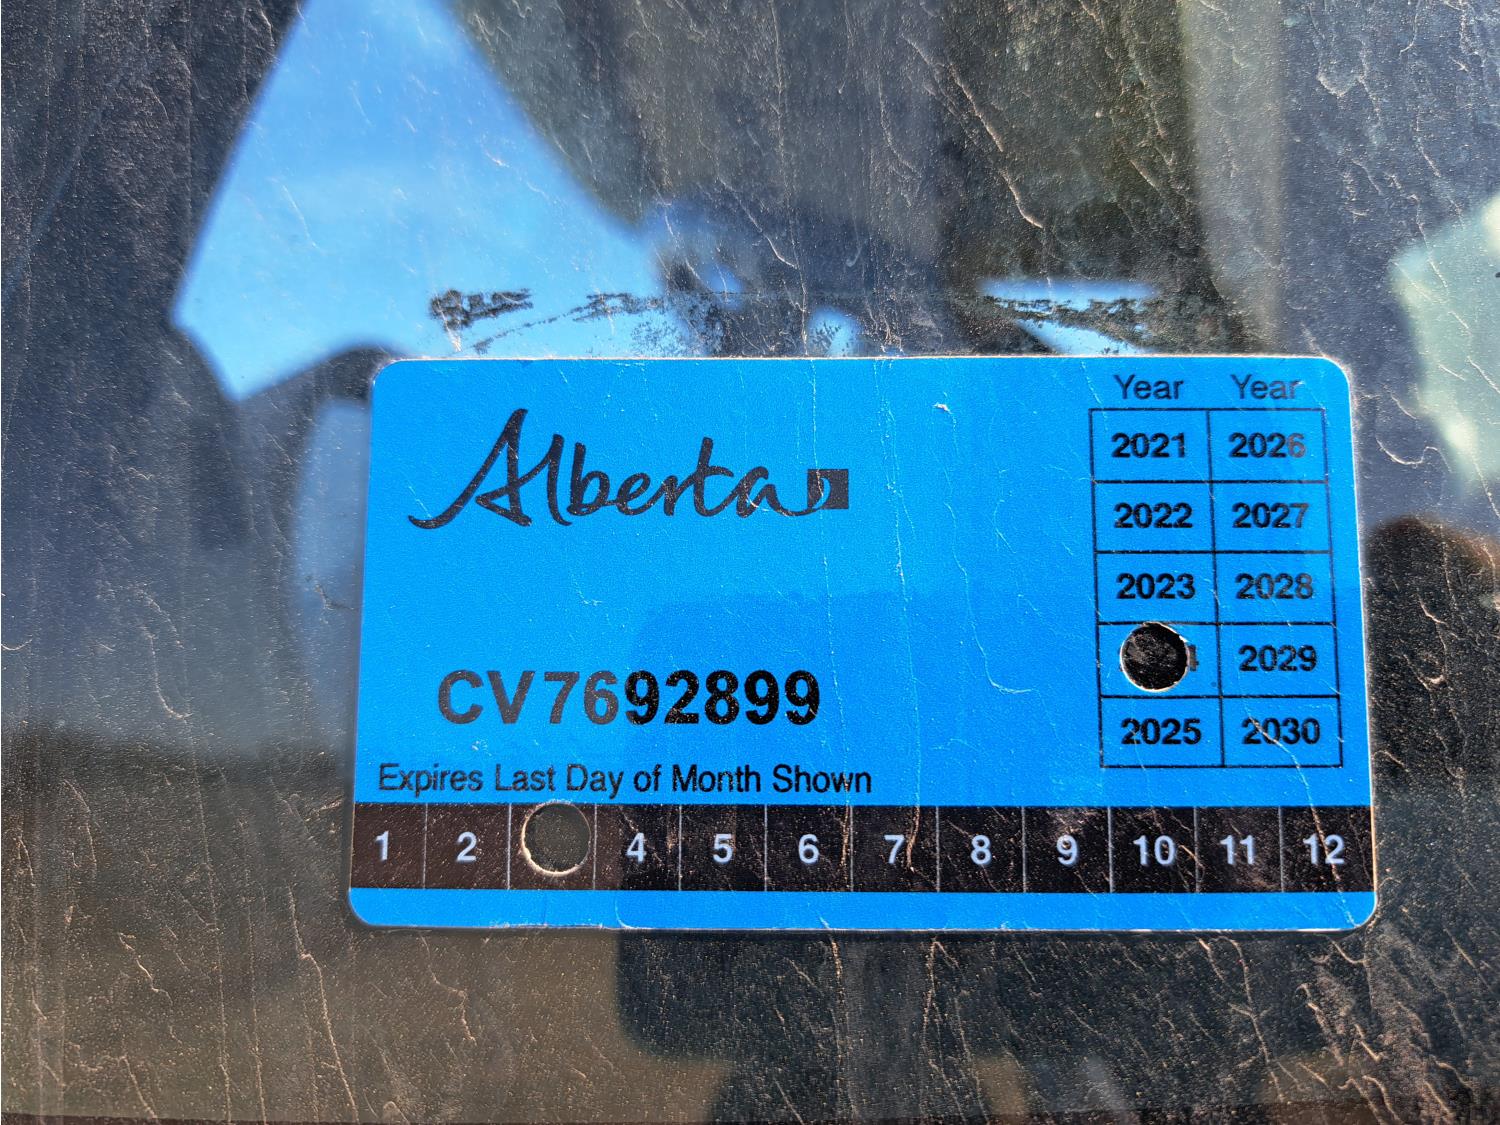 Alberta
Year Year
2021 2026
2022 2027
2023 2028
2029
2025 2030
CV7692899
Expires Last Day of Month Shown
1 2 4 5 6 7 8 9 10 11 12